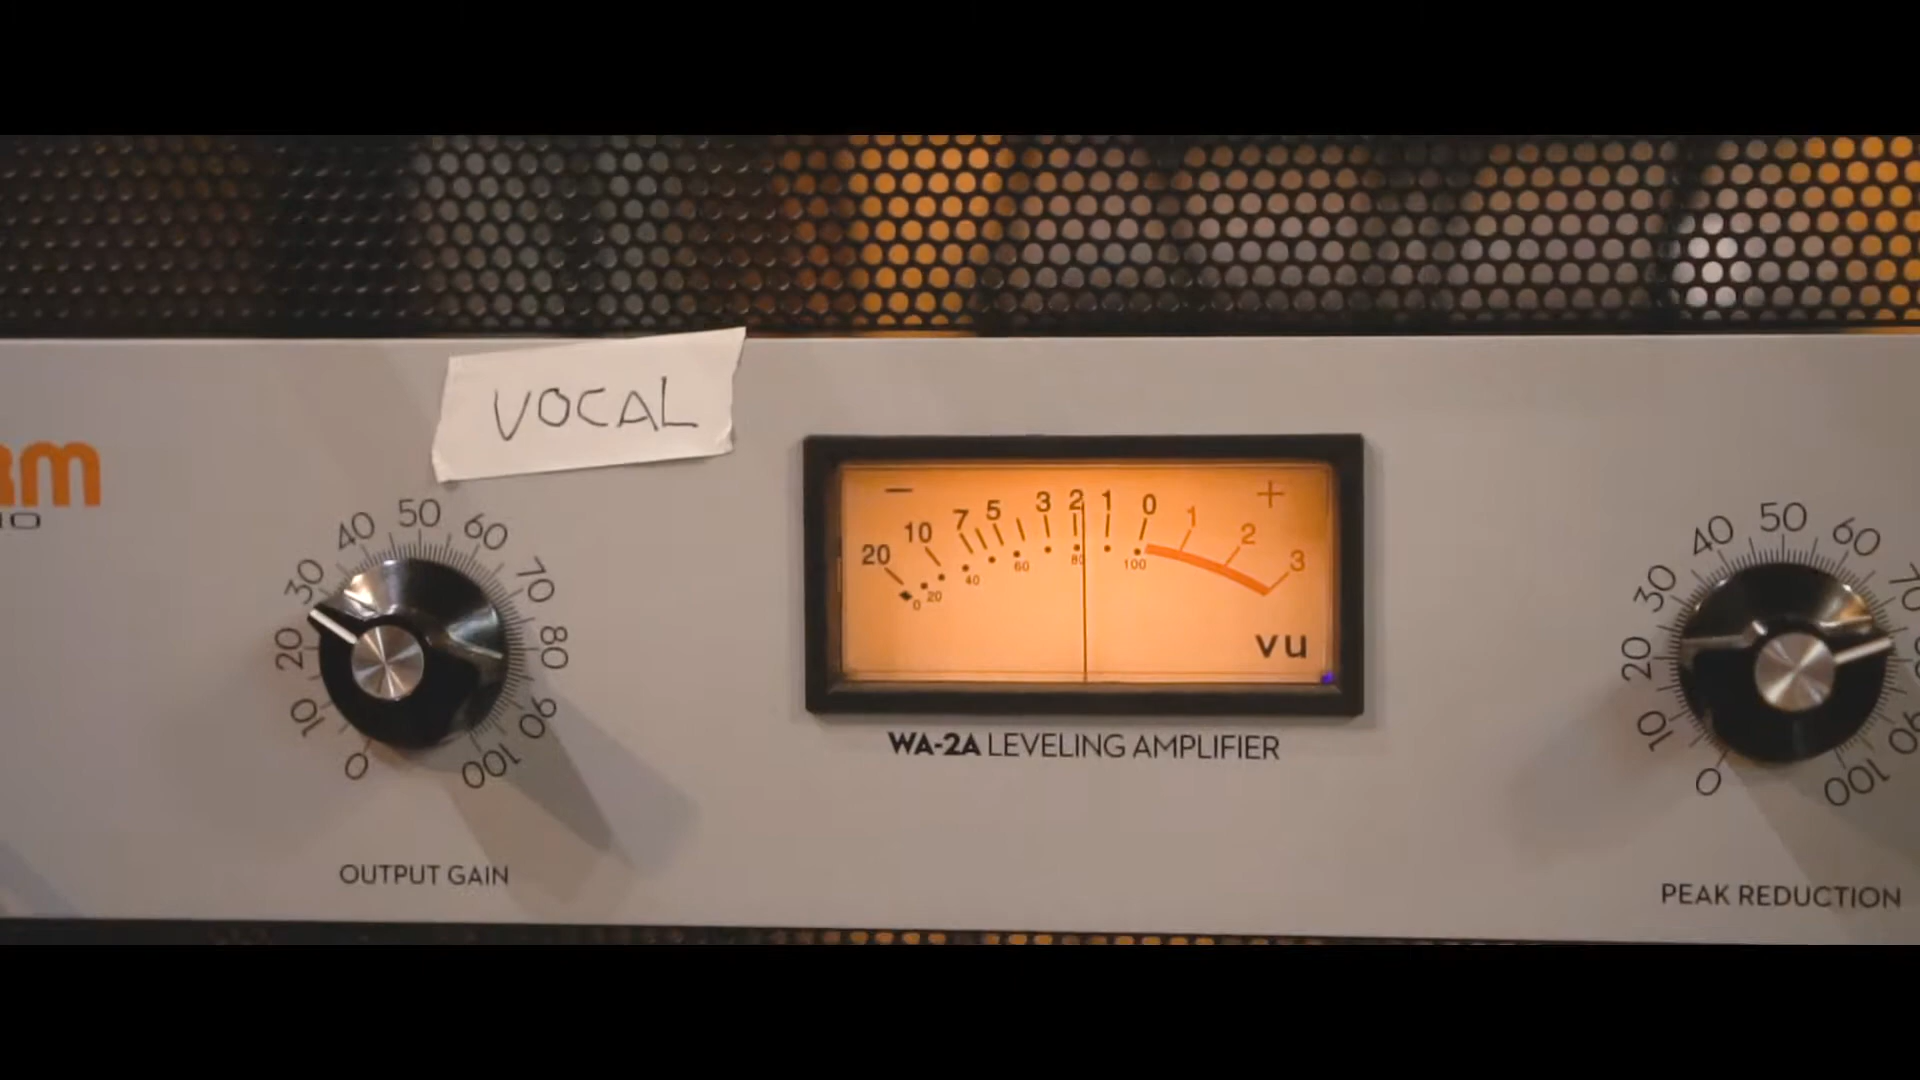 VOCAL
50
40 60
30 70
20 80
10 90
0 100
OUTPUT GAIN
− +
20 10 7 5 3 2 1 0 1 2 3
0 20 40 60 80 100
VU
WA-2A LEVELING AMPLIFIER
50
40 60
30 70
20
10 90
0 100
PEAK REDUCTION